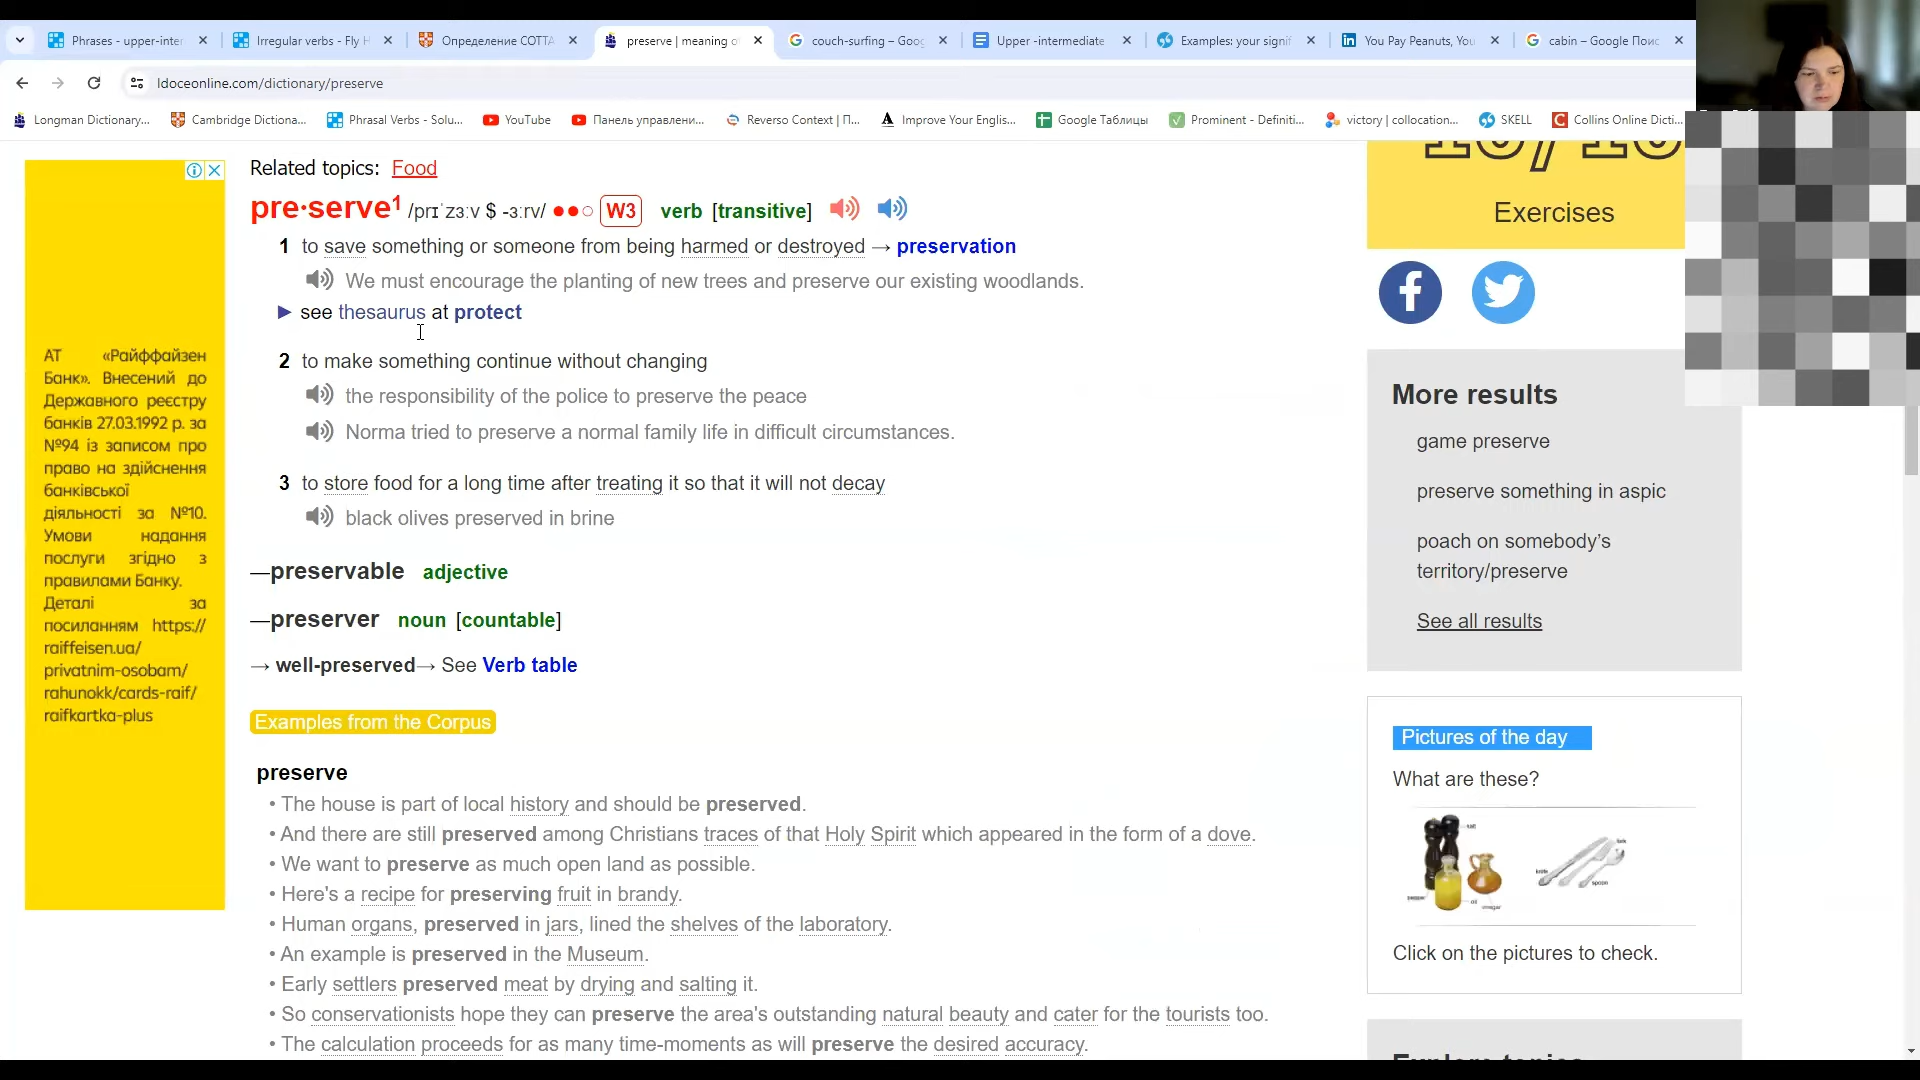 Phrases - upper-inter
Irregular verbs - Fly H
Определение COTTA
preserve | meaning o
couch-surfing – Goog
Upper -intermediate
Examples: your signif
You Pay Peanuts, You
cabin – Google Поис
ldoceonline.com/dictionary/preserve
Longman Dictionary...
Cambridge Dictiona...
Phrasal Verbs - Solu...
YouTube
Панель управлени...
Reverso Context | П...
Improve Your Englis...
Google Таблицы
Prominent - Definiti...
victory | collocation...
SKELL
Collins Online Dicti...
Related topics: Food
pre·serve1 /prɪˈzɜːv $ -ɜːrv/ ●●○ W3 verb [transitive]
1 to save something or someone from being harmed or destroyed → preservation
We must encourage the planting of new trees and preserve our existing woodlands.
► see thesaurus at protect
2 to make something continue without changing
the responsibility of the police to preserve the peace
Norma tried to preserve a normal family life in difficult circumstances.
3 to store food for a long time after treating it so that it will not decay
black olives preserved in brine
—preservable adjective
—preserver noun [countable]
→ well-preserved→ See Verb table
Examples from the Corpus
preserve
• The house is part of local history and should be preserved.
• And there are still preserved among Christians traces of that Holy Spirit which appeared in the form of a dove.
• We want to preserve as much open land as possible.
• Here's a recipe for preserving fruit in brandy.
• Human organs, preserved in jars, lined the shelves of the laboratory.
• An example is preserved in the Museum.
• Early settlers preserved meat by drying and salting it.
• So conservationists hope they can preserve the area's outstanding natural beauty and cater for the tourists too.
• The calculation proceeds for as many time-moments as will preserve the desired accuracy.
АТ «Райффайзен
Банк». Внесений до
Державного реєстру
банків 27.03.1992 р. за
№94 із записом про
право на здійснення
банківської
діяльності за №10.
Умови надання
послуги згідно з
правилами Банку.
Деталі за
посиланням https://
raiffeisen.ua/
privatnim-osobam/
rahunokk/cards-raif/
raifkartka-plus
Exercises
More results
game preserve
preserve something in aspic
poach on somebody's
territory/preserve
See all results
Pictures of the day
What are these?
salt
pepper
oil
vinegar
knife
fork
spoon
Click on the pictures to check.